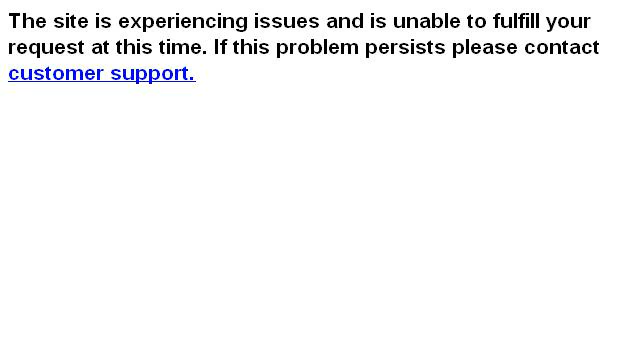 The site is experiencing issues and is unable to fulfill your
request at this time. If this problem persists please contact
customer support.